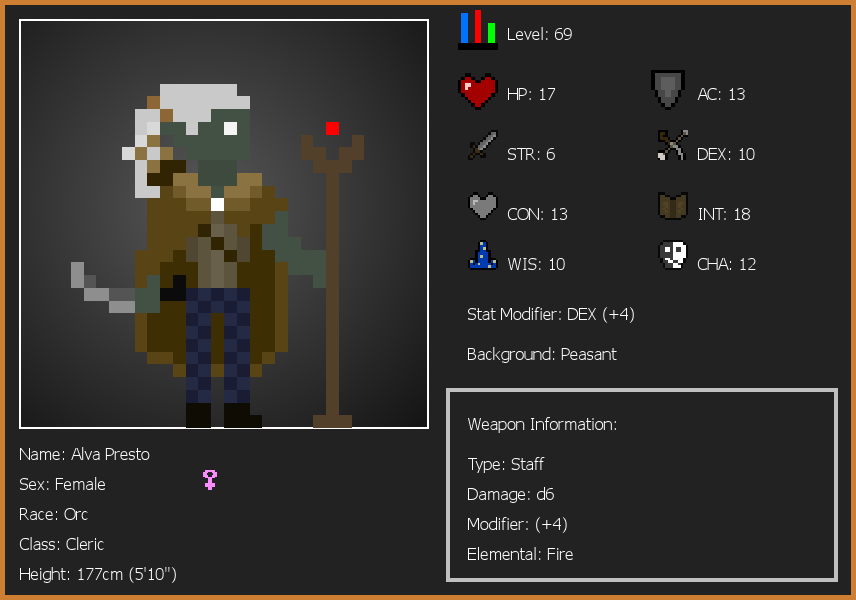 Level: 69
HP: 17
AC: 13
STR: 6
DEX: 10
CON: 13
INT: 18
WIS: 10
CHA: 12
Stat Modifier: DEX (+4)
Background: Peasant
Weapon Information:
Type: Staff
Damage: d6
Modifier: (+4)
Elemental: Fire
Name: Alva Presto
Sex: Female
Race: Orc
Class: Cleric
Height: 177cm (5'10")